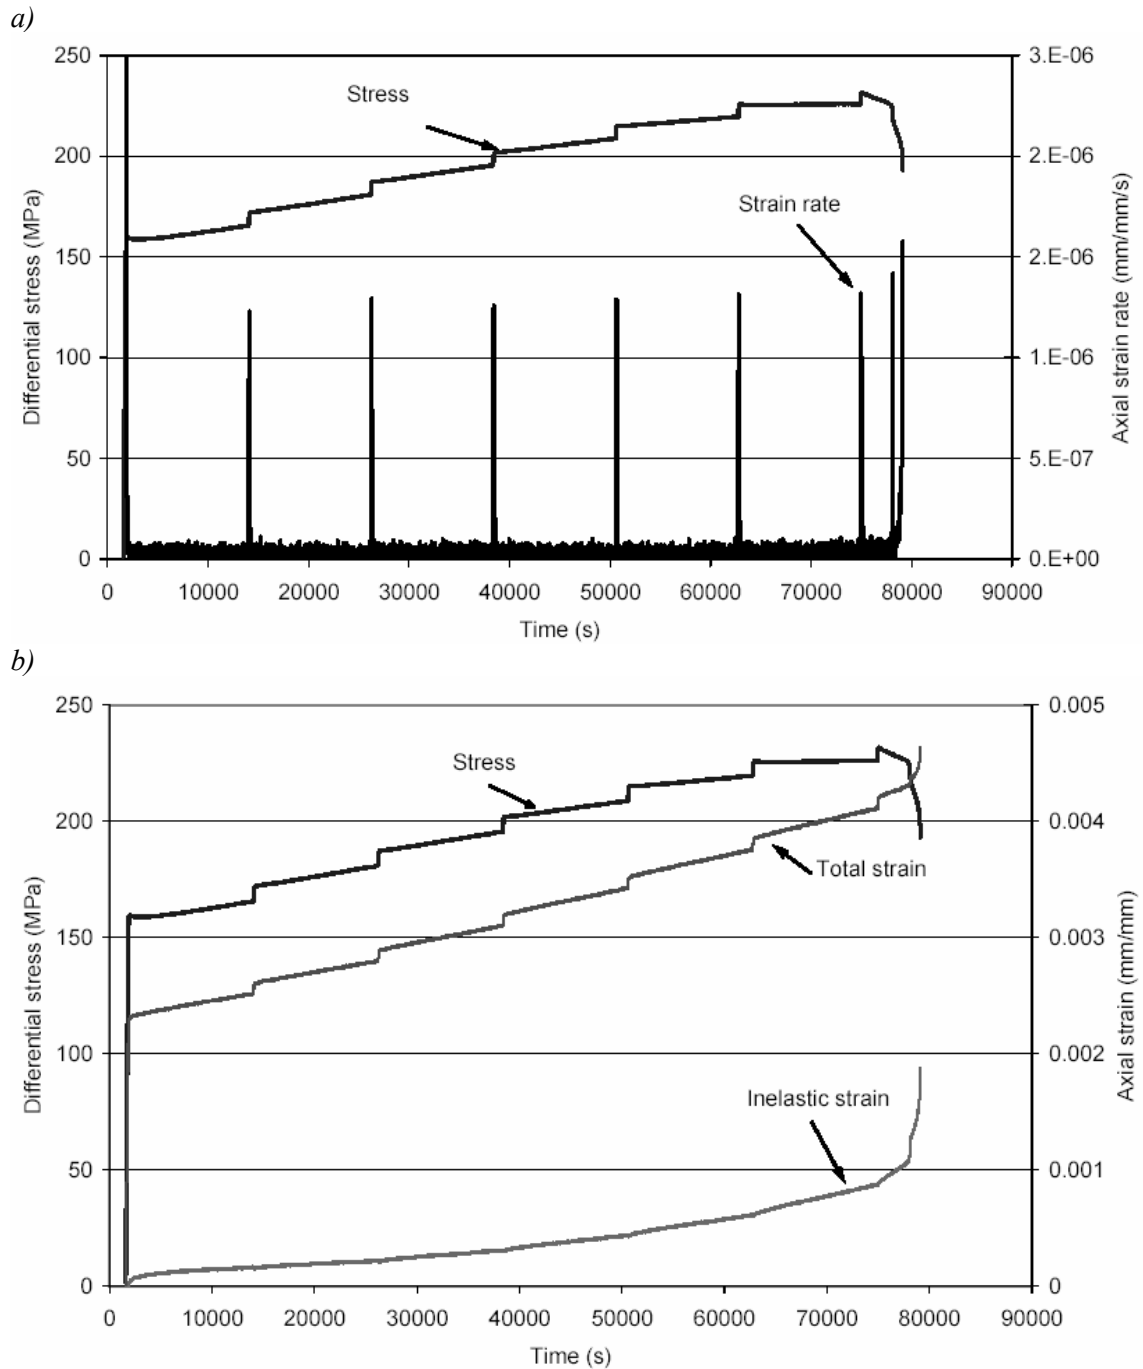 a)
250
200
150
100
50
0
Differential stress (MPa)
Stress
Strain rate
3.E-06
2.E-06
2.E-06
1.E-06
5.E-07
0.E+00
Axial strain rate (mm/mm/s)
0 10000 20000 30000 40000 50000 60000 70000 80000 90000
Time (s)
b)
250
200
150
100
50
0
Differential stress (MPa)
Stress
Total strain
Inelastic strain
0.005
0.004
0.003
0.002
0.001
0
Axial strain (mm/mm)
0 10000 20000 30000 40000 50000 60000 70000 80000 90000
Time (s)